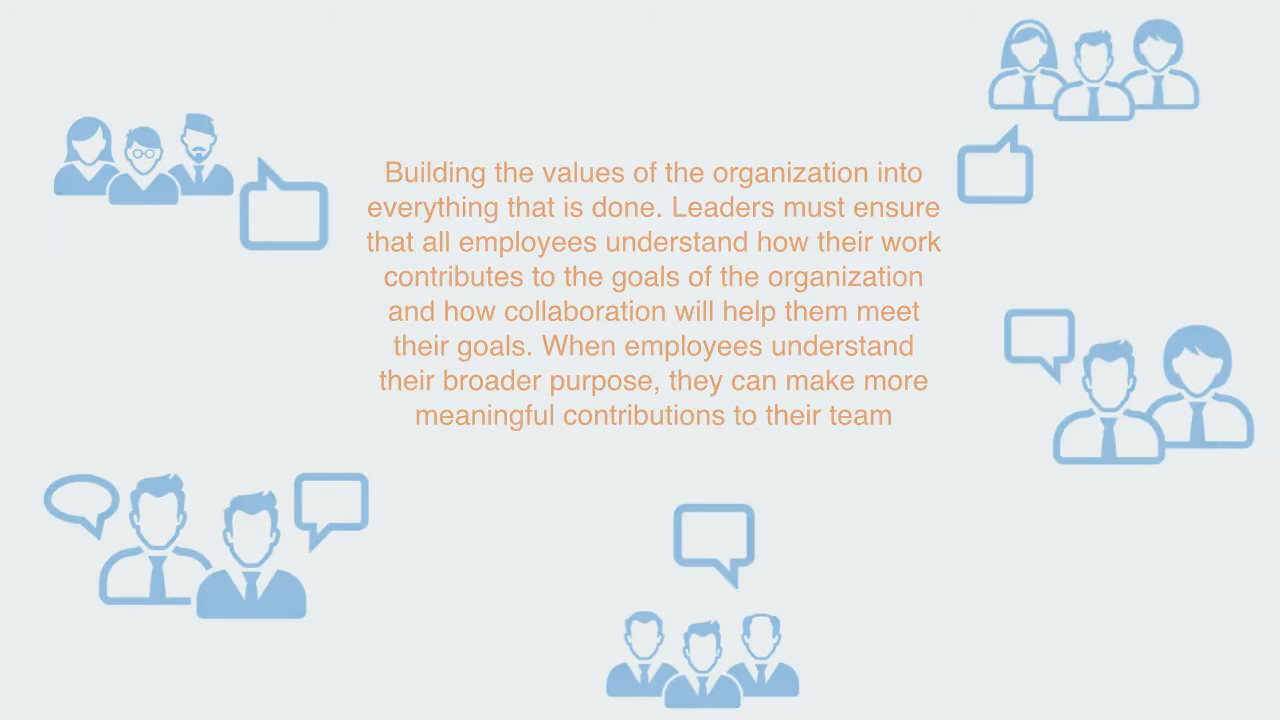 Building the values of the organization into
everything that is done. Leaders must ensure
that all employees understand how their work
contributes to the goals of the organization
and how collaboration will help them meet
their goals. When employees understand
their broader purpose, they can make more
meaningful contributions to their team